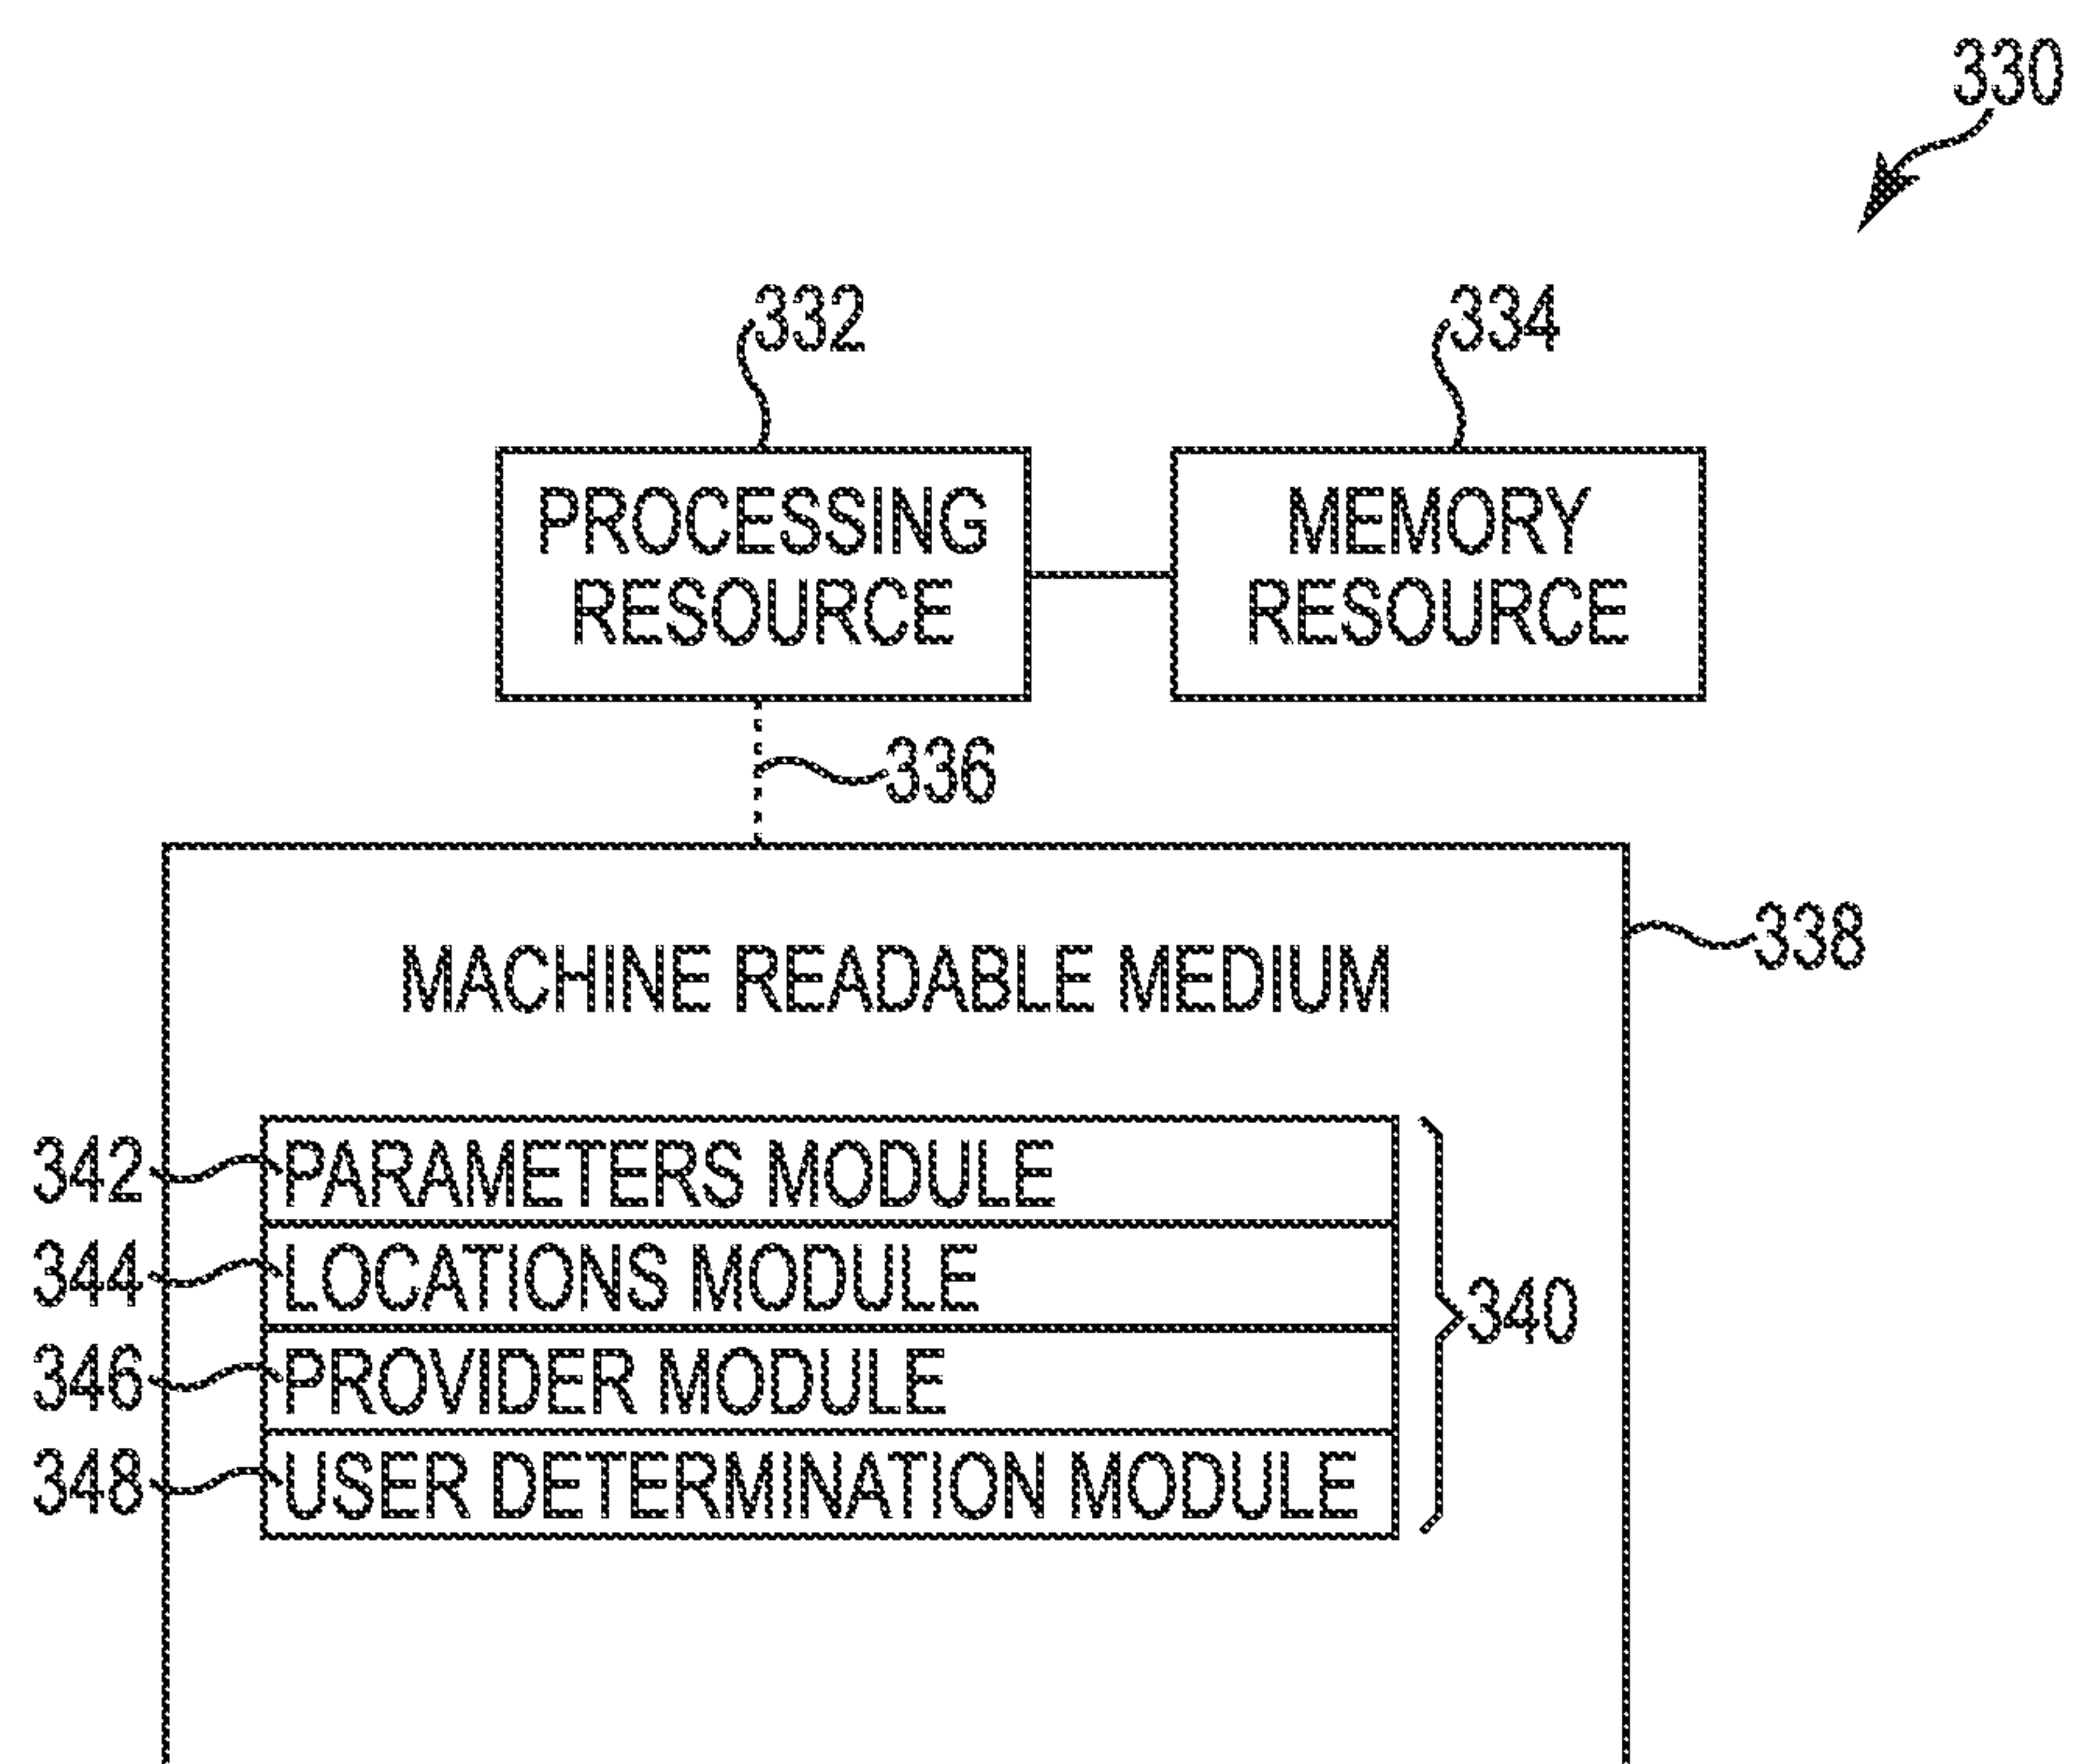 330
332
334
PROCESSING
RESOURCE
MEMORY
RESOURCE
336
338
MACHINE READABLE MEDIUM
342 PARAMETERS MODULE
344 LOCATIONS MODULE
340
346 PROVIDER MODULE
348 USER DETERMINATION MODULE